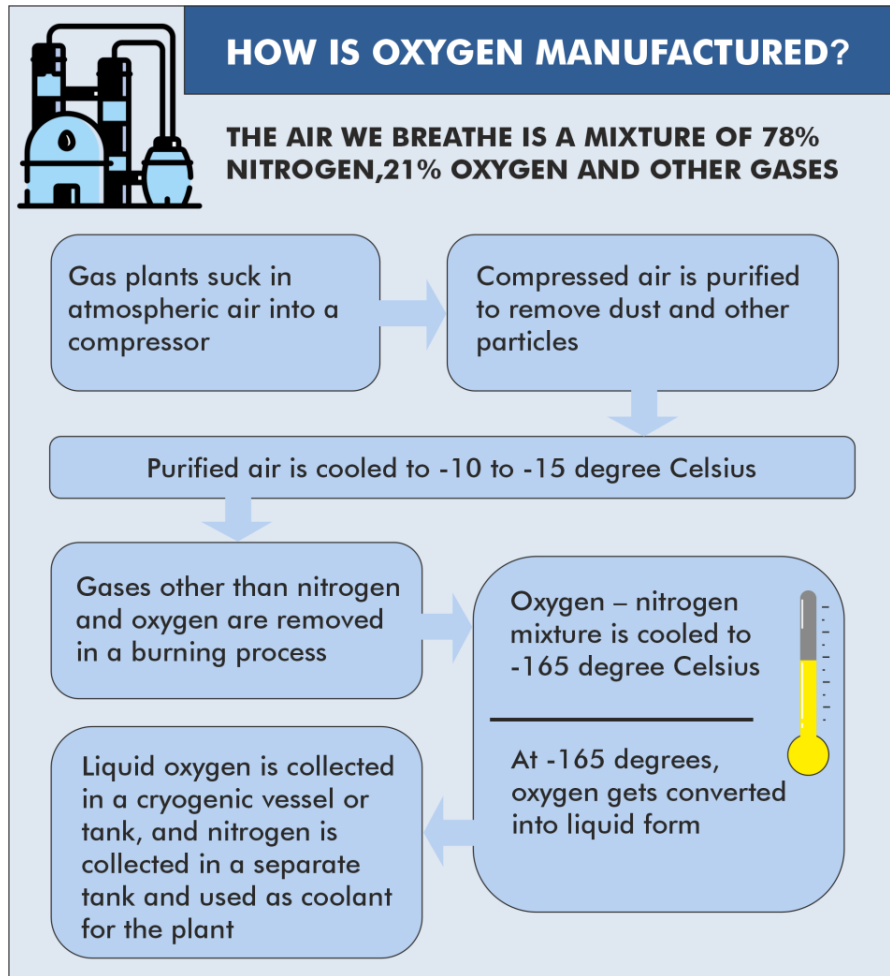 HOW IS OXYGEN MANUFACTURED?
THE AIR WE BREATHE IS A MIXTURE OF 78%
NITROGEN,21% OXYGEN AND OTHER GASES
Gas plants suck in
atmospheric air into a
compressor
Compressed air is purified
to remove dust and other
particles
Purified air is cooled to -10 to -15 degree Celsius
Gases other than nitrogen
and oxygen are removed
in a burning process
Oxygen – nitrogen
mixture is cooled to
-165 degree Celsius
At -165 degrees,
oxygen gets converted
into liquid form
Liquid oxygen is collected
in a cryogenic vessel or
tank, and nitrogen is
collected in a separate
tank and used as coolant
for the plant